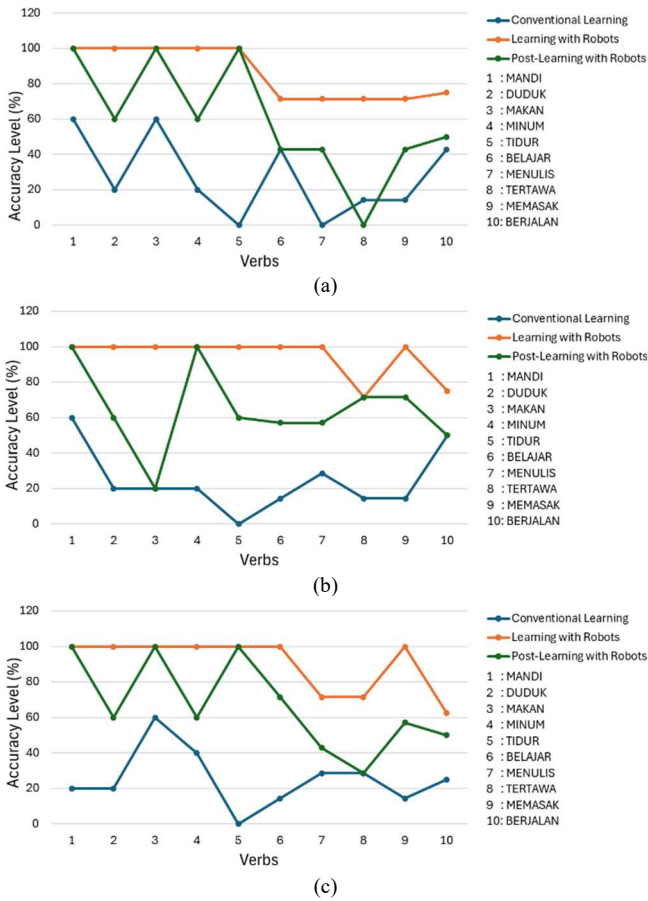 120
100
80
60
40
20
0
Accuracy Level (%)
1 2 3 4 5 6 7 8 9 10
Verbs
Conventional Learning
Learning with Robots
Post-Learning with Robots
1 : MANDI
2 : DUDUK
3 : MAKAN
4 : MINUM
5 : TIDUR
6 : BELAJAR
7 : MENULIS
8 : TERTAWA
9 : MEMASAK
10: BERJALAN
(a)
120
100
80
60
40
20
0
Accuracy Level (%)
1 2 3 4 5 6 7 8 9 10
Verbs
Conventional Learning
Learning with Robots
Post-Learning with Robots
1 : MANDI
2 : DUDUK
3 : MAKAN
4 : MINUM
5 : TIDUR
6 : BELAJAR
7 : MENULIS
8 : TERTAWA
9 : MEMASAK
10: BERJALAN
(b)
120
100
80
60
40
20
0
Accuracy Level (%)
1 2 3 4 5 6 7 8 9 10
Verbs
Conventional Learning
Learning with Robots
Post-Learning with Robots
1 : MANDI
2 : DUDUK
3 : MAKAN
4 : MINUM
5 : TIDUR
6 : BELAJAR
7 : MENULIS
8 : TERTAWA
9 : MEMASAK
10: BERJALAN
(c)